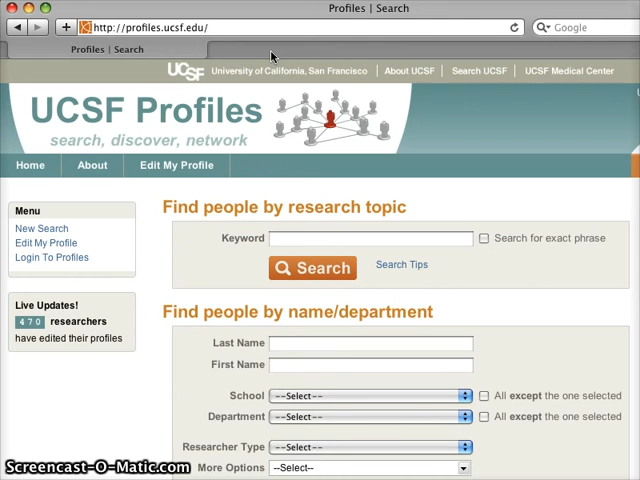 Profiles | Search
http://profiles.ucsf.edu/
Google
Profiles | Search
UCSF University of California, San Francisco About UCSF Search UCSF UCSF Medical Center
UCSF Profiles
search, discover, network
Home About Edit My Profile
Menu
New Search
Edit My Profile
Login To Profiles
Live Updates!
470 researchers
have edited their profiles
Find people by research topic
Keyword Search for exact phrase
Search Search Tips
Find people by name/department
Last Name
First Name
School --Select-- All except the one selected
Department --Select-- All except the one selected
Researcher Type --Select--
More Options --Select--
Screencast-O-Matic.com